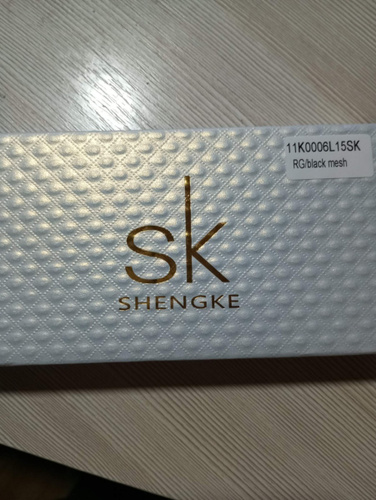 11K0006L15SK
RG/black mesh
sk
SHENGKE